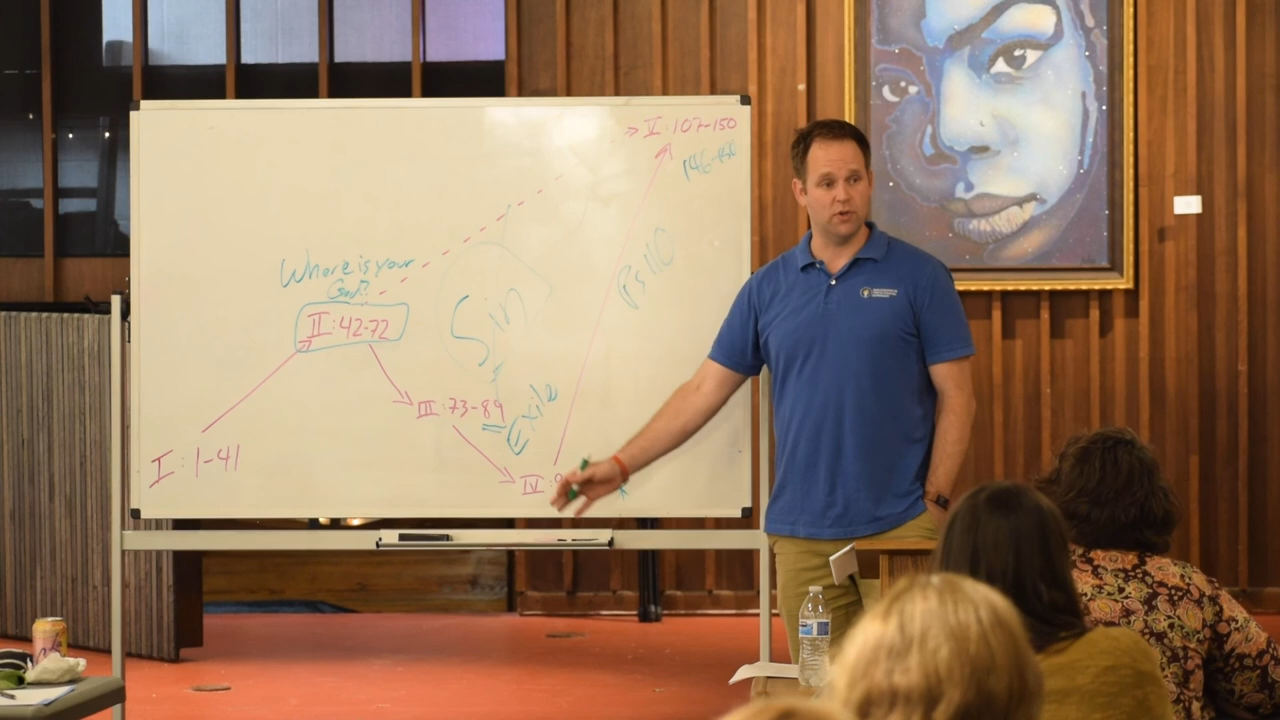 → V: 107-150
146-150
Where is your
God?
II: 42-72
Sin
Ps 110
III: 73-89
= Exile
I: 1-41
IV: 9